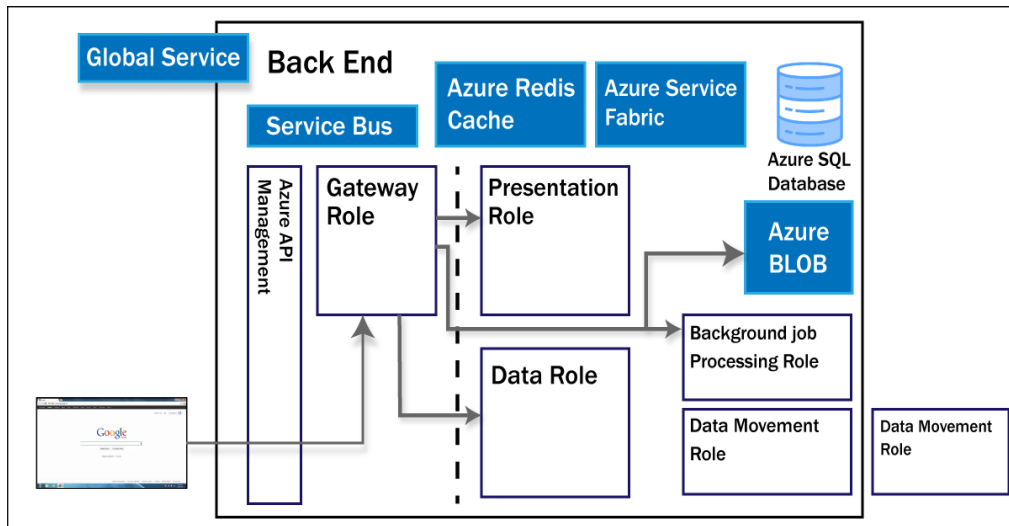 Global Service
Back End
Service Bus
Azure Redis
Cache
Azure Service
Fabric
Azure SQL
Database
Azure API
Management
Gateway
Role
Presentation
Role
Azure
BLOB
Background job
Processing Role
Data Role
Data Movement
Role
Data Movement
Role
Google